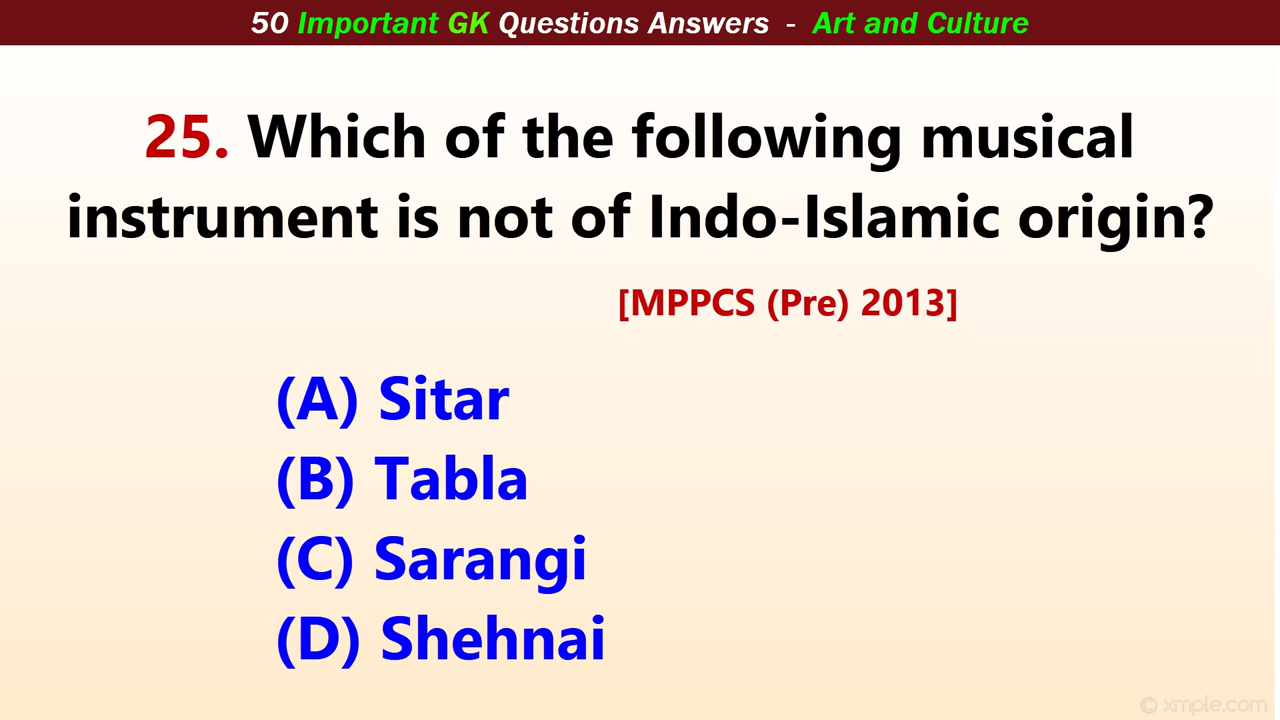 50 Important GK Questions Answers - Art and Culture
25. Which of the following musical
instrument is not of Indo-Islamic origin?
[MPPCS (Pre) 2013]
(A) Sitar
(B) Tabla
(C) Sarangi
(D) Shehnai
© xmple.com